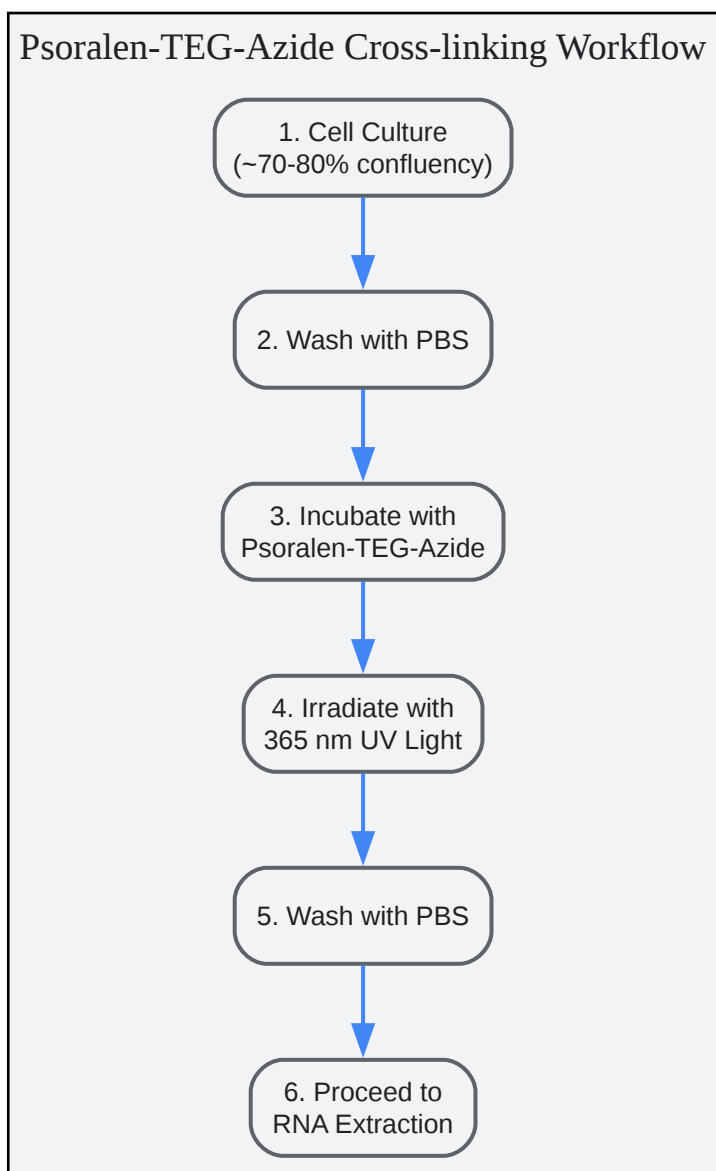 Psoralen-TEG-Azide Cross-linking Workflow
1. Cell Culture
(~70-80% confluency)
2. Wash with PBS
3. Incubate with
Psoralen-TEG-Azide
4. Irradiate with
365 nm UV Light
5. Wash with PBS
6. Proceed to
RNA Extraction